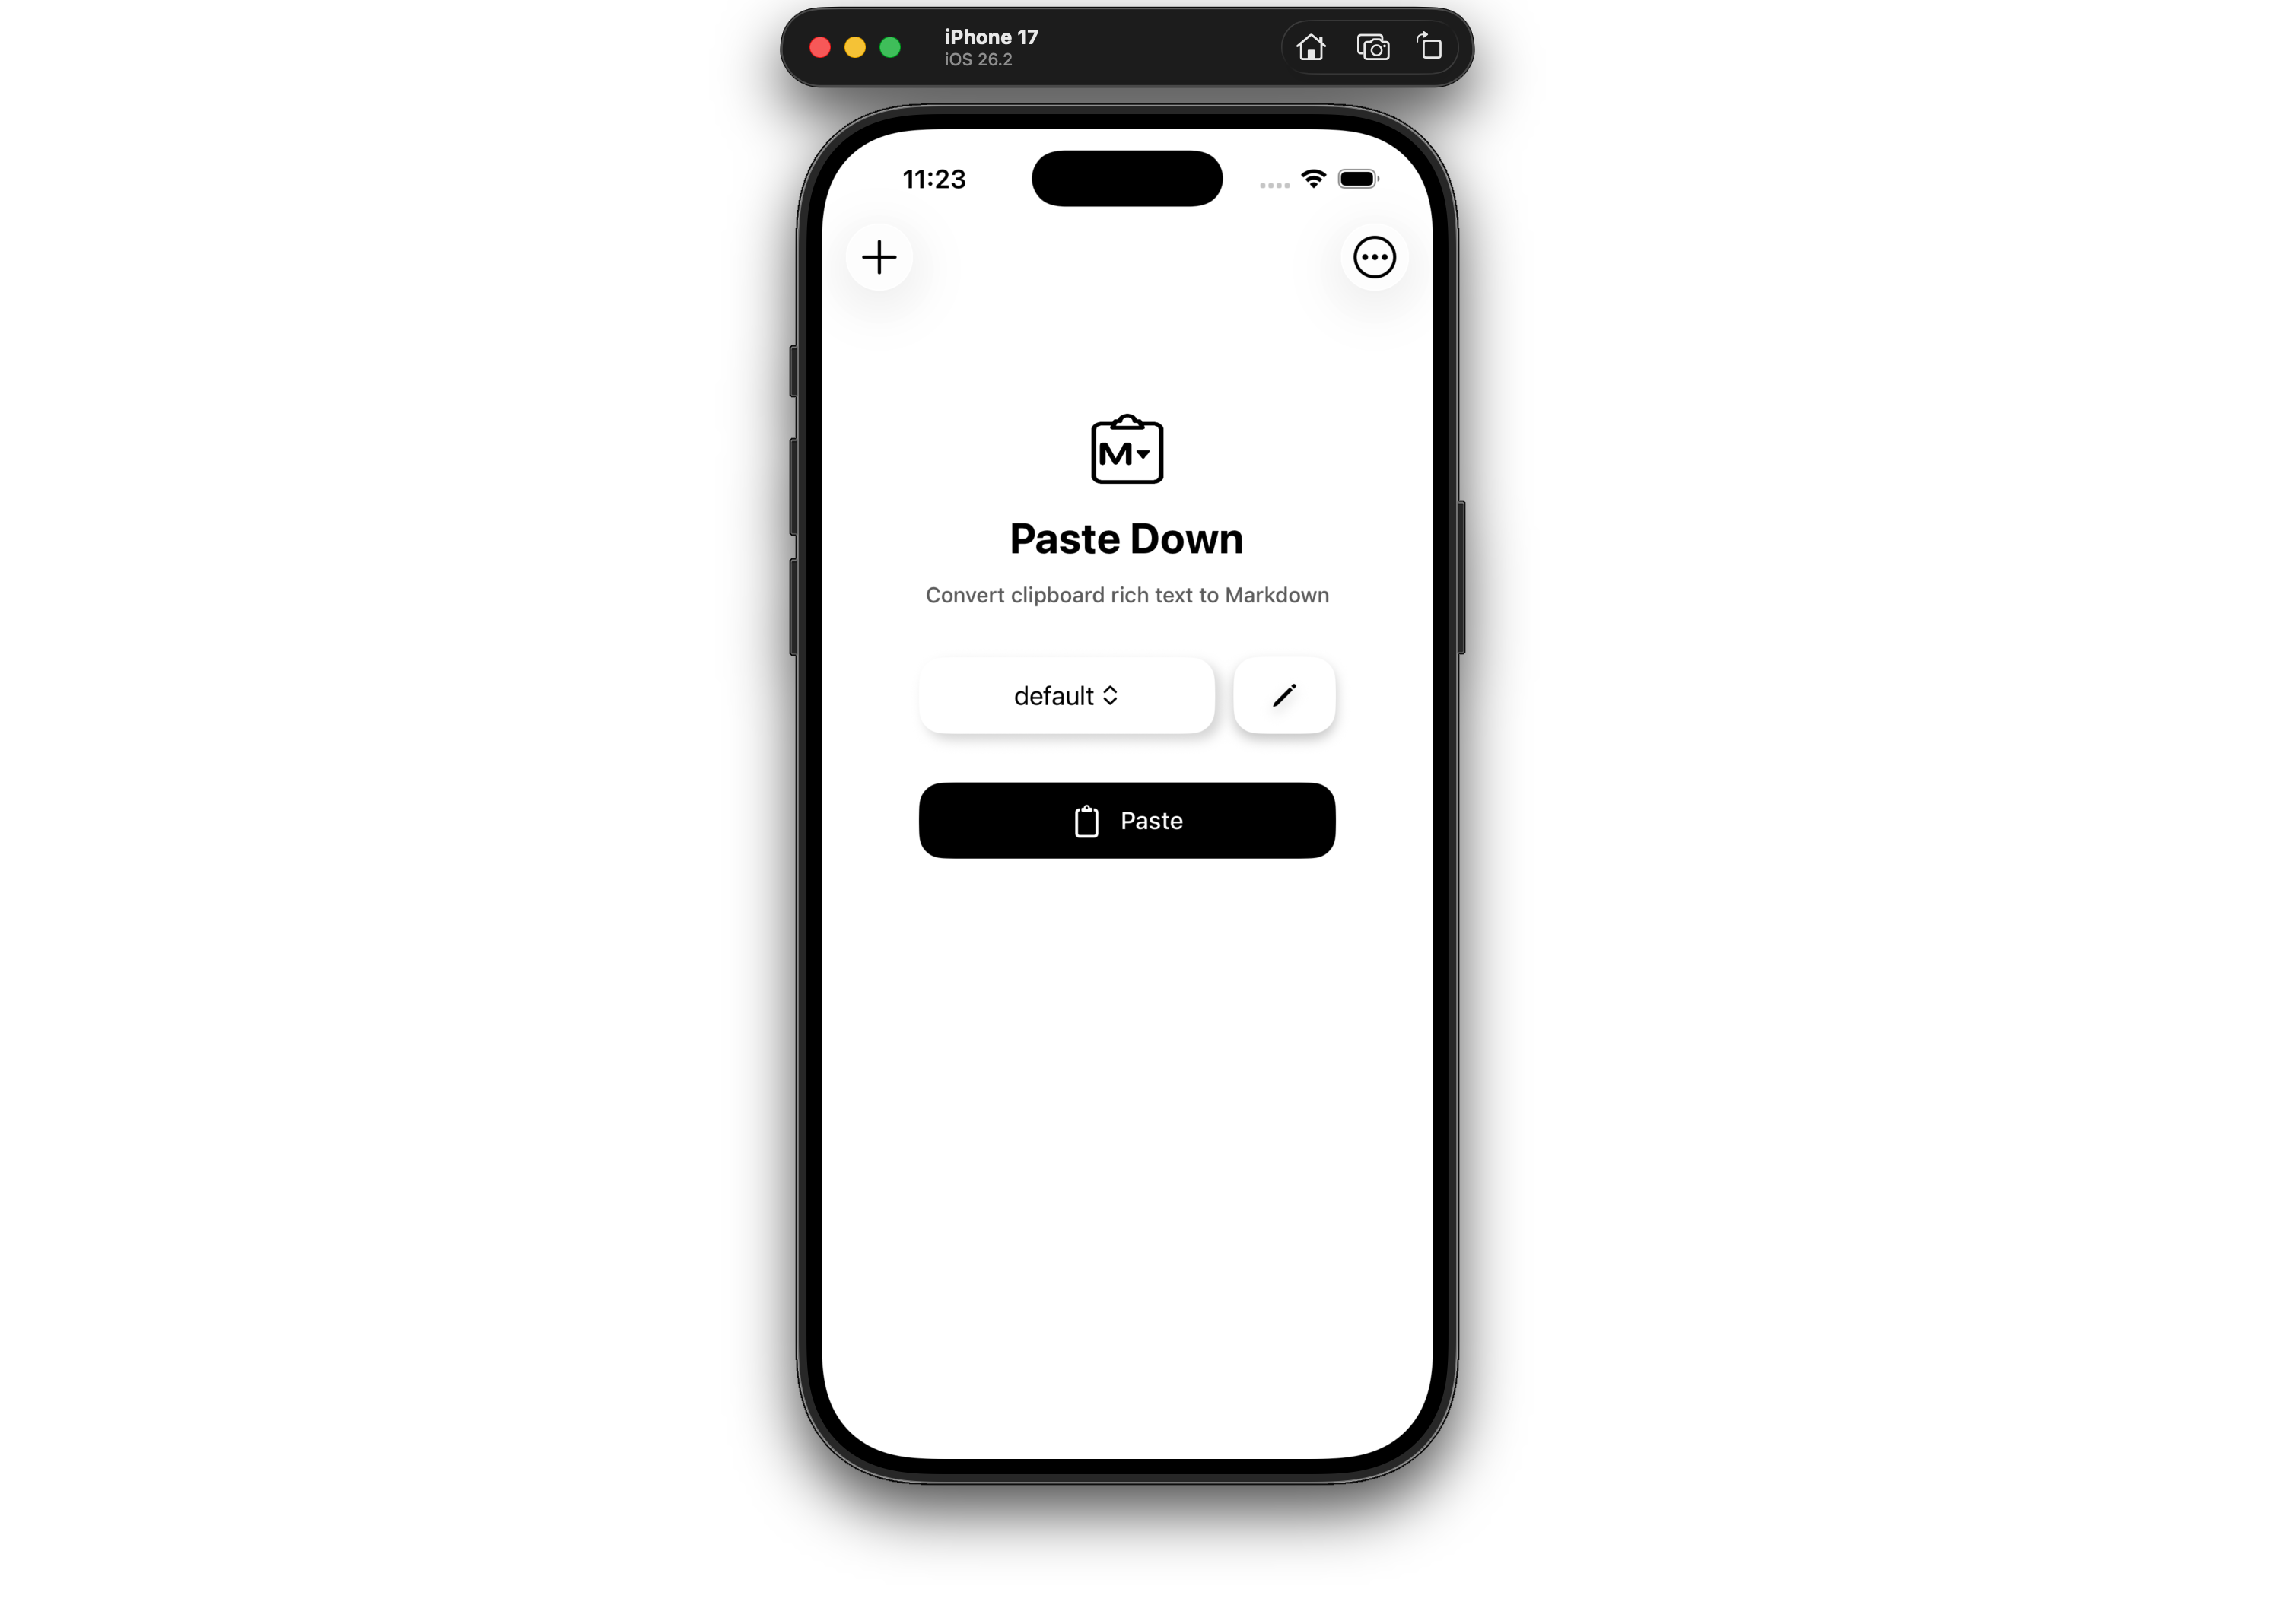 iPhone 17
iOS 26.2
11:23
M
Paste Down
Convert clipboard rich text to Markdown
default
Paste